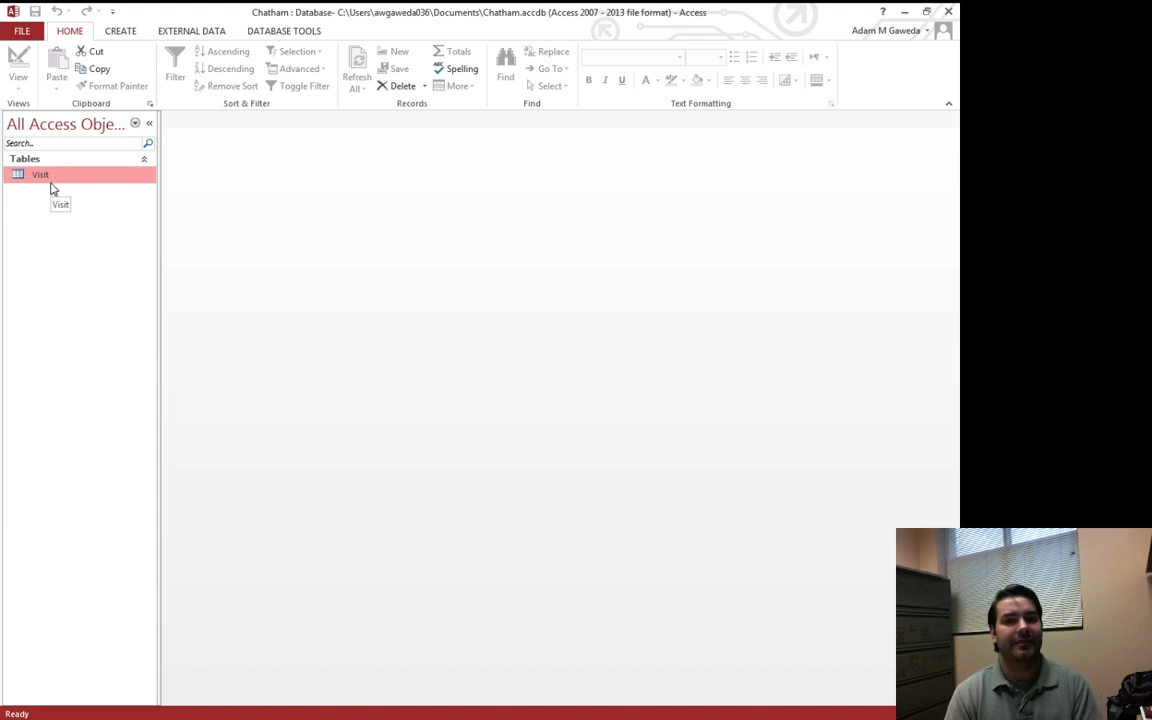 Chatham : Database- C:\Users\awgaweda036\Documents\Chatham.accdb (Access 2007 - 2013 file format) - Access
?
FILE HOME CREATE EXTERNAL DATA DATABASE TOOLS
Adam M Gaweda
View
Views
Paste
Cut
Copy
Format Painter
Clipboard
Filter
Ascending
Descending
Remove Sort
Selection
Advanced
Toggle Filter
Sort & Filter
Refresh
All
New
Save
Delete
Totals
Spelling
More
Records
Find
Replace
Go To
Select
Find
B I U A
Text Formatting
All Access Obje...
Search...
Tables
Visit
Visit
Ready